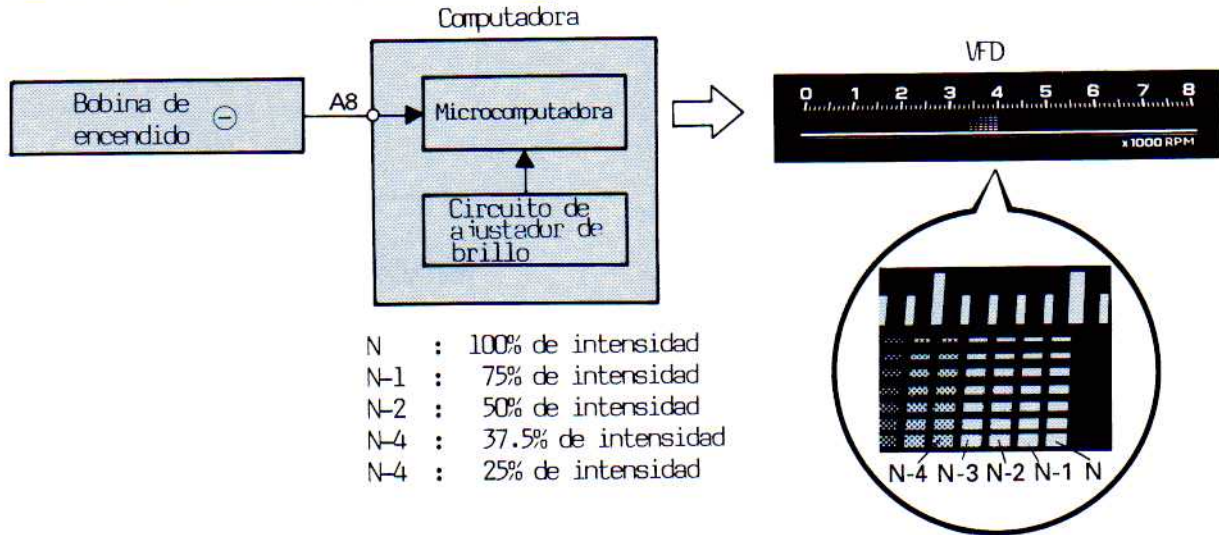 Computadora
Bobina de
encendido ⊖
A8
Microcomputadora
Circuito de
ajustador de
brillo
VFD
0 1 2 3 4 5 6 7 8
x1000 RPM
N : 100% de intensidad
N-1 : 75% de intensidad
N-2 : 50% de intensidad
N-4 : 37.5% de intensidad
N-4 : 25% de intensidad
N-4 N-3 N-2 N-1 N